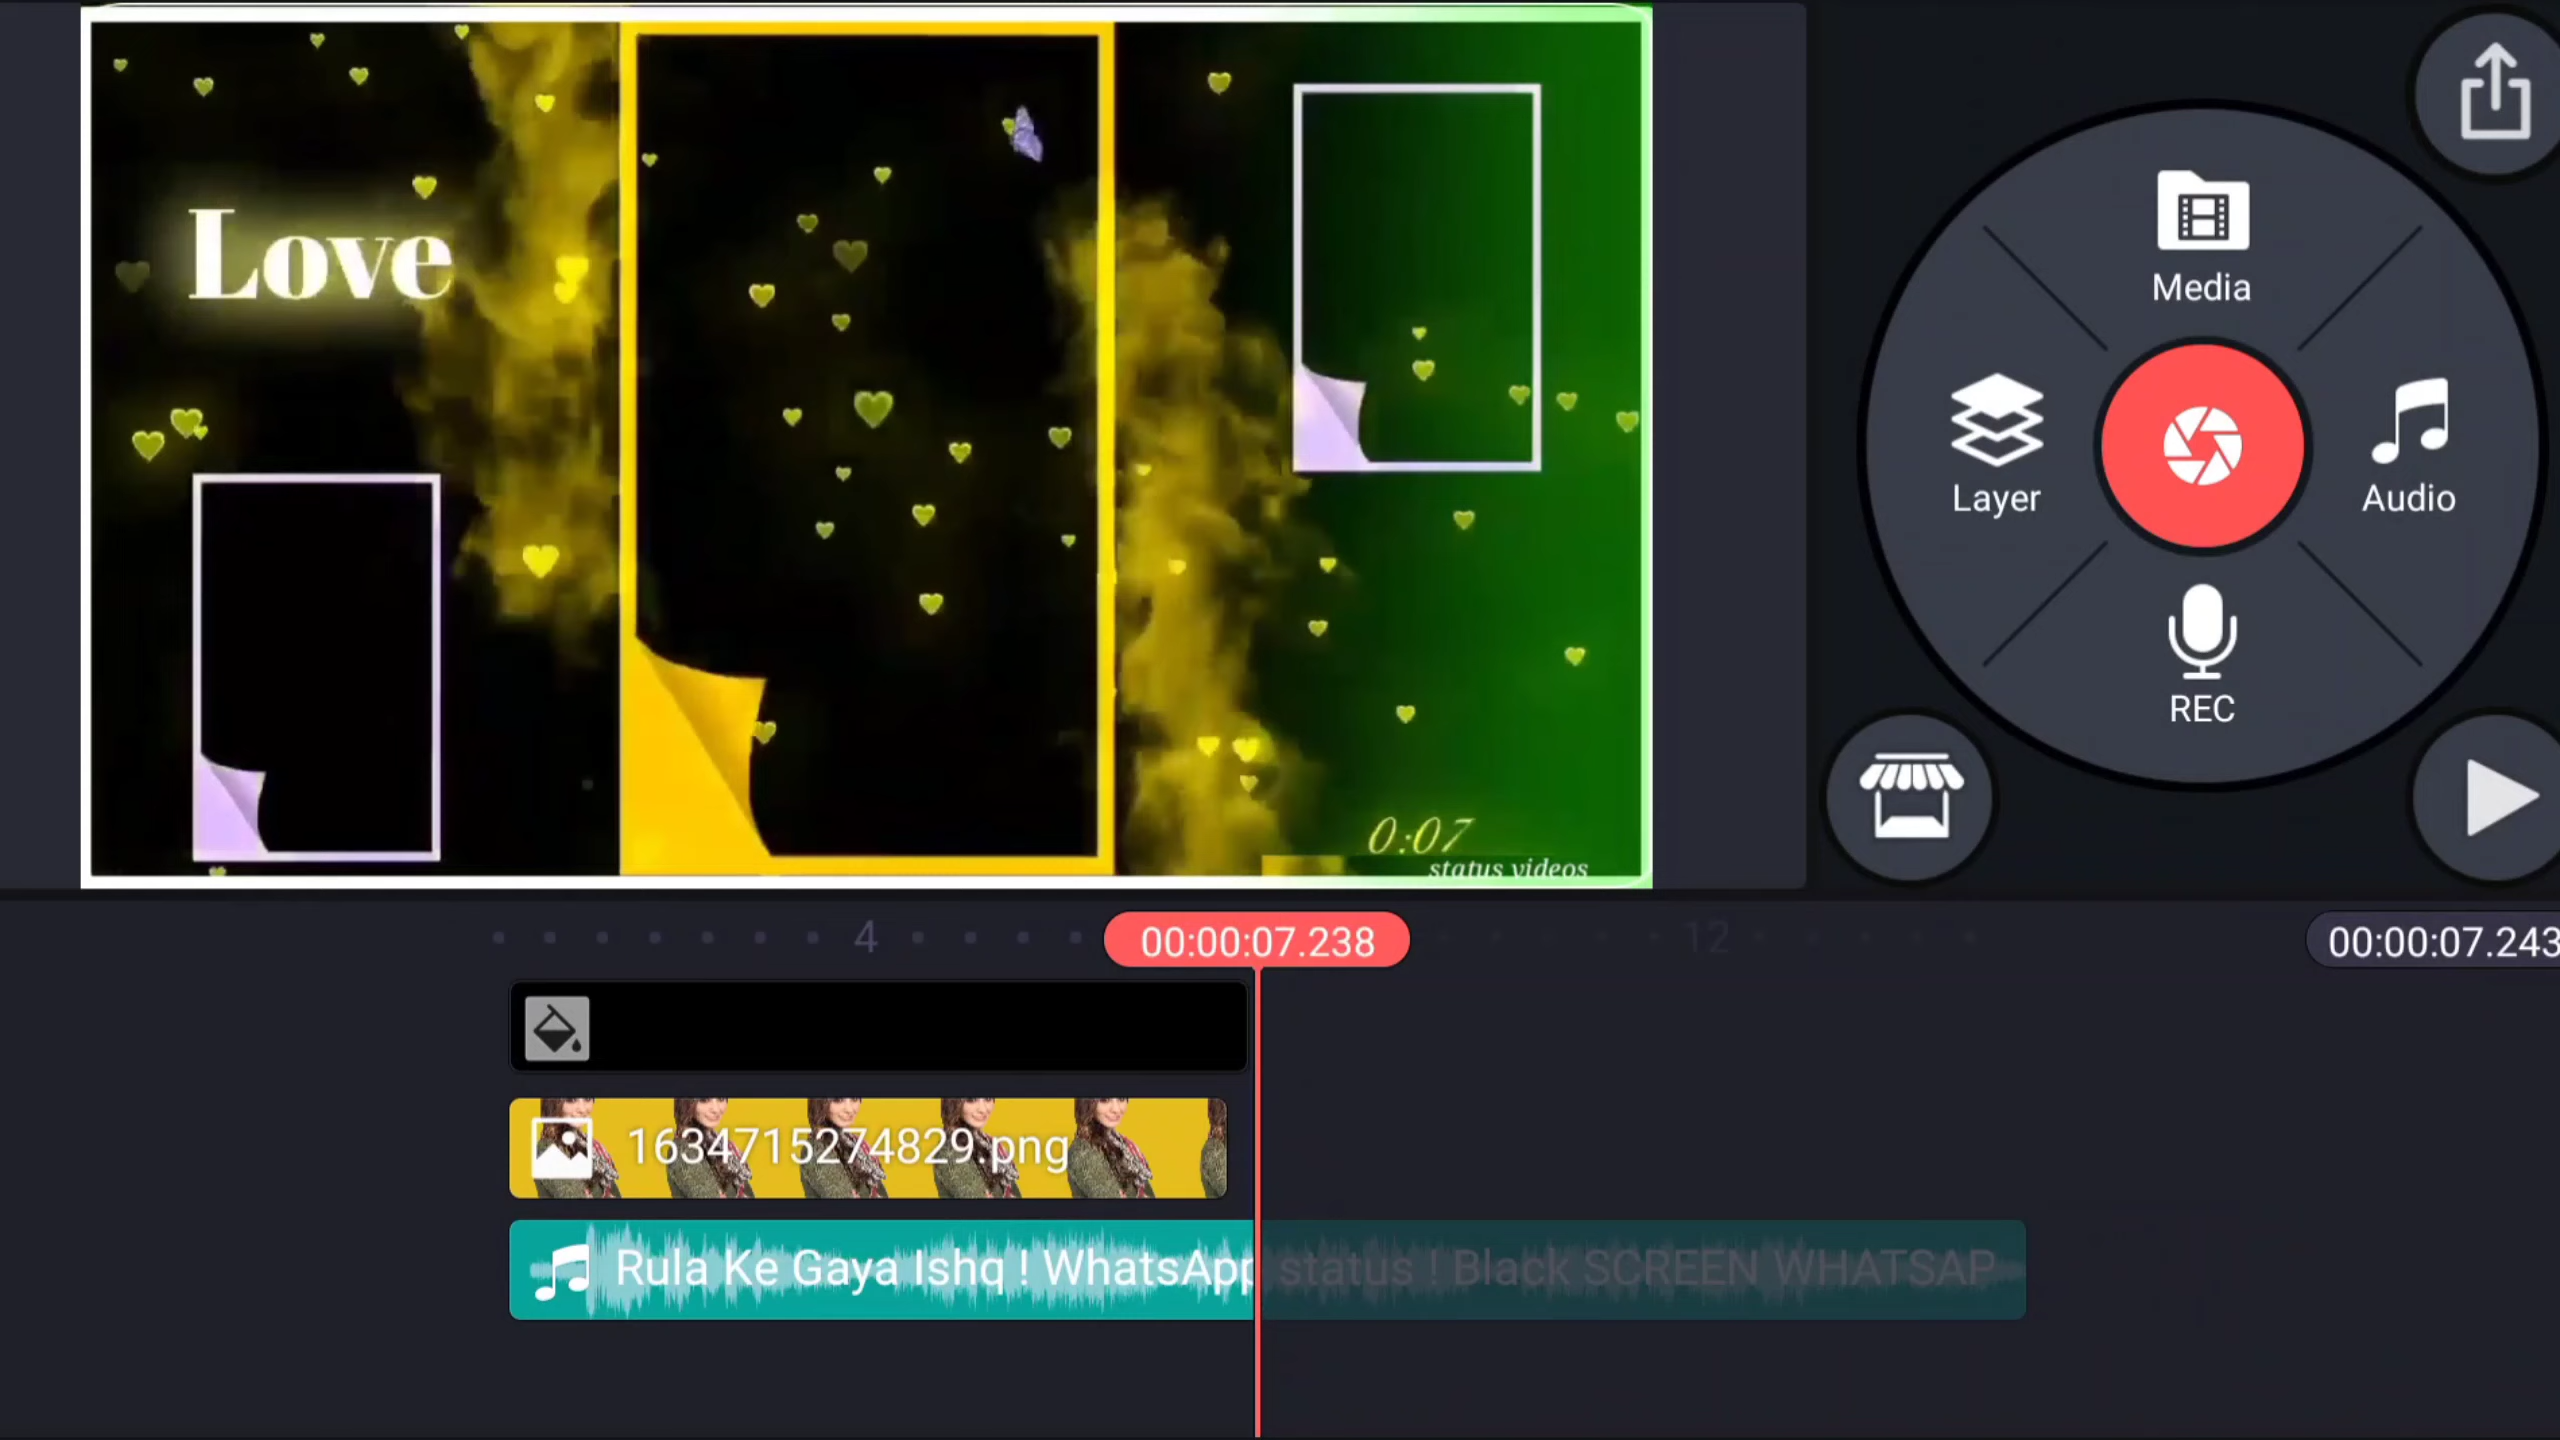 Love
0:07
status videos
Media
Layer
Audio
REC
4
00:00:07.238
12
00:00:07.243
1634715274829.png
Rula Ke Gaya Ishq ! WhatsApp status ! Black SCREEN WHATSAP